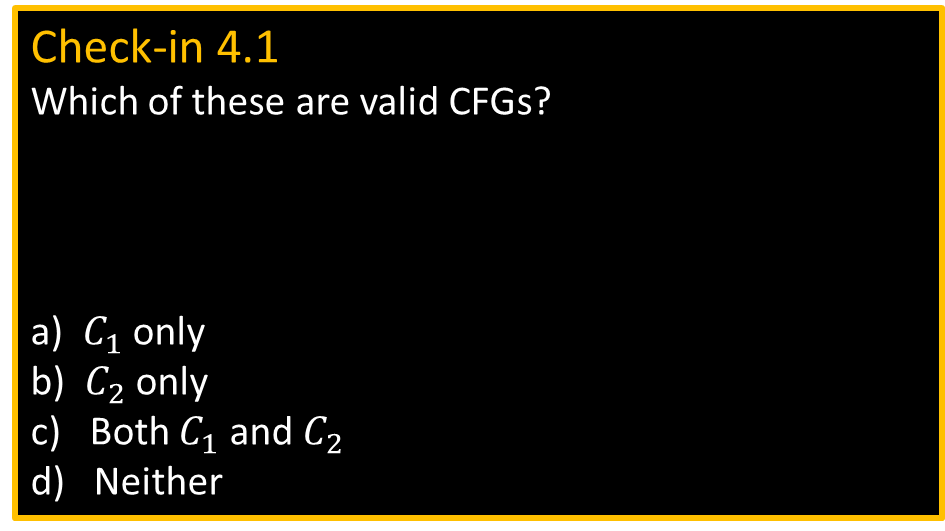 Check-in 4.1
Which of these are valid CFGs?
a) C₁ only
b) C₂ only
c) Both C₁ and C₂
d) Neither